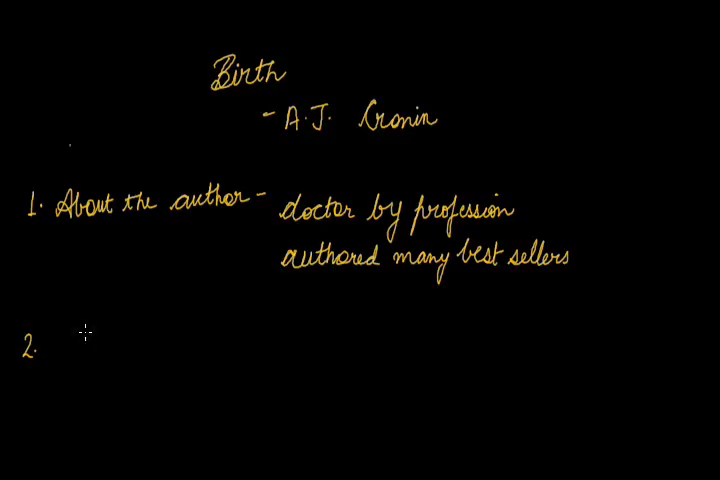 Birth
- A.J. Cronin
1. About the author - doctor by profession
authored many best sellers
2.